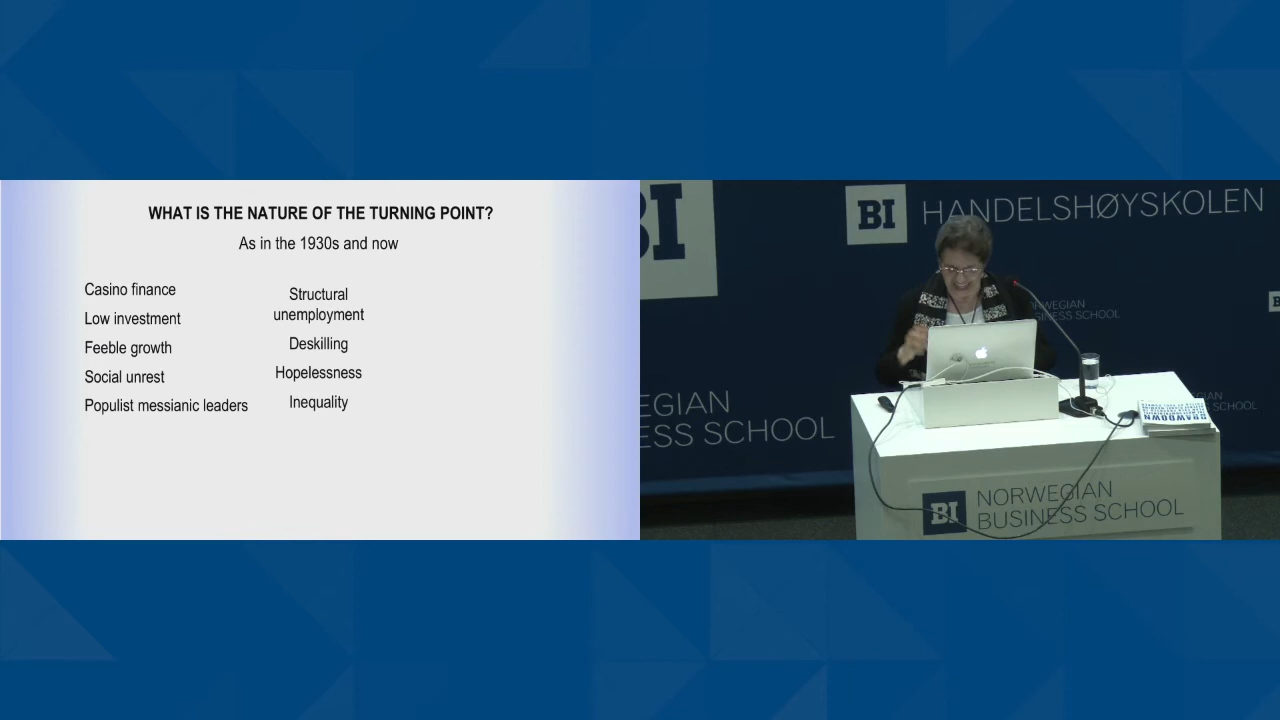 WHAT IS THE NATURE OF THE TURNING POINT?
As in the 1930s and now
Casino finance
Low investment
Feeble growth
Social unrest
Populist messianic leaders
Structural
unemployment
Deskilling
Hopelessness
Inequality
BI
BI
HANDELSHØYSKOLEN
NORWEGIAN
BUSINESS SCHOOL
EGIAN
ESS SCHOOL
DRAWDOWN
BI
NORWEGIAN
BUSINESS SCHOOL